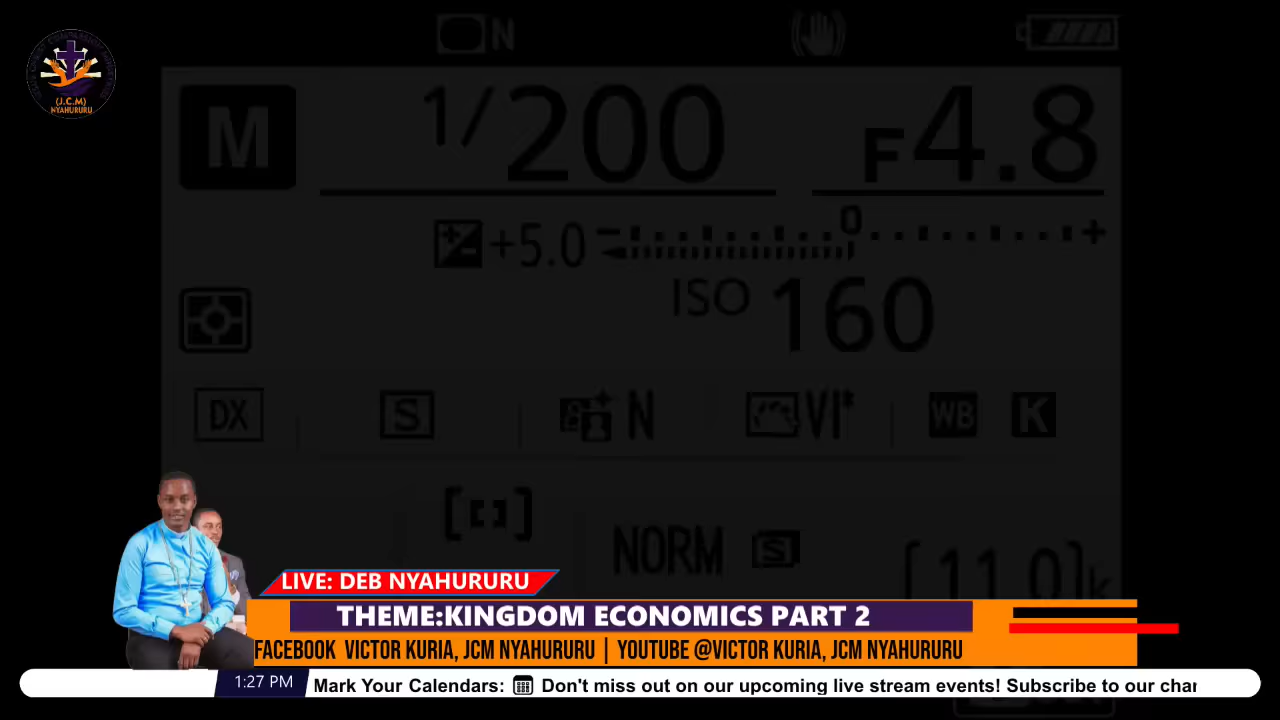 N
M
1/200
F4.8
+5.0
0
ISO 160
DX
S
N
VI
WB
K
NORM
S
[11.0]k
(J.C.M)
NYAHURURU
LIVE: DEB NYAHURURU
THEME:KINGDOM ECONOMICS PART 2
FACEBOOK VICTOR KURIA, JCM NYAHURURU | YOUTUBE @VICTOR KURIA, JCM NYAHURURU
1:27 PM
Mark Your Calendars: Don't miss out on our upcoming live stream events! Subscribe to our char